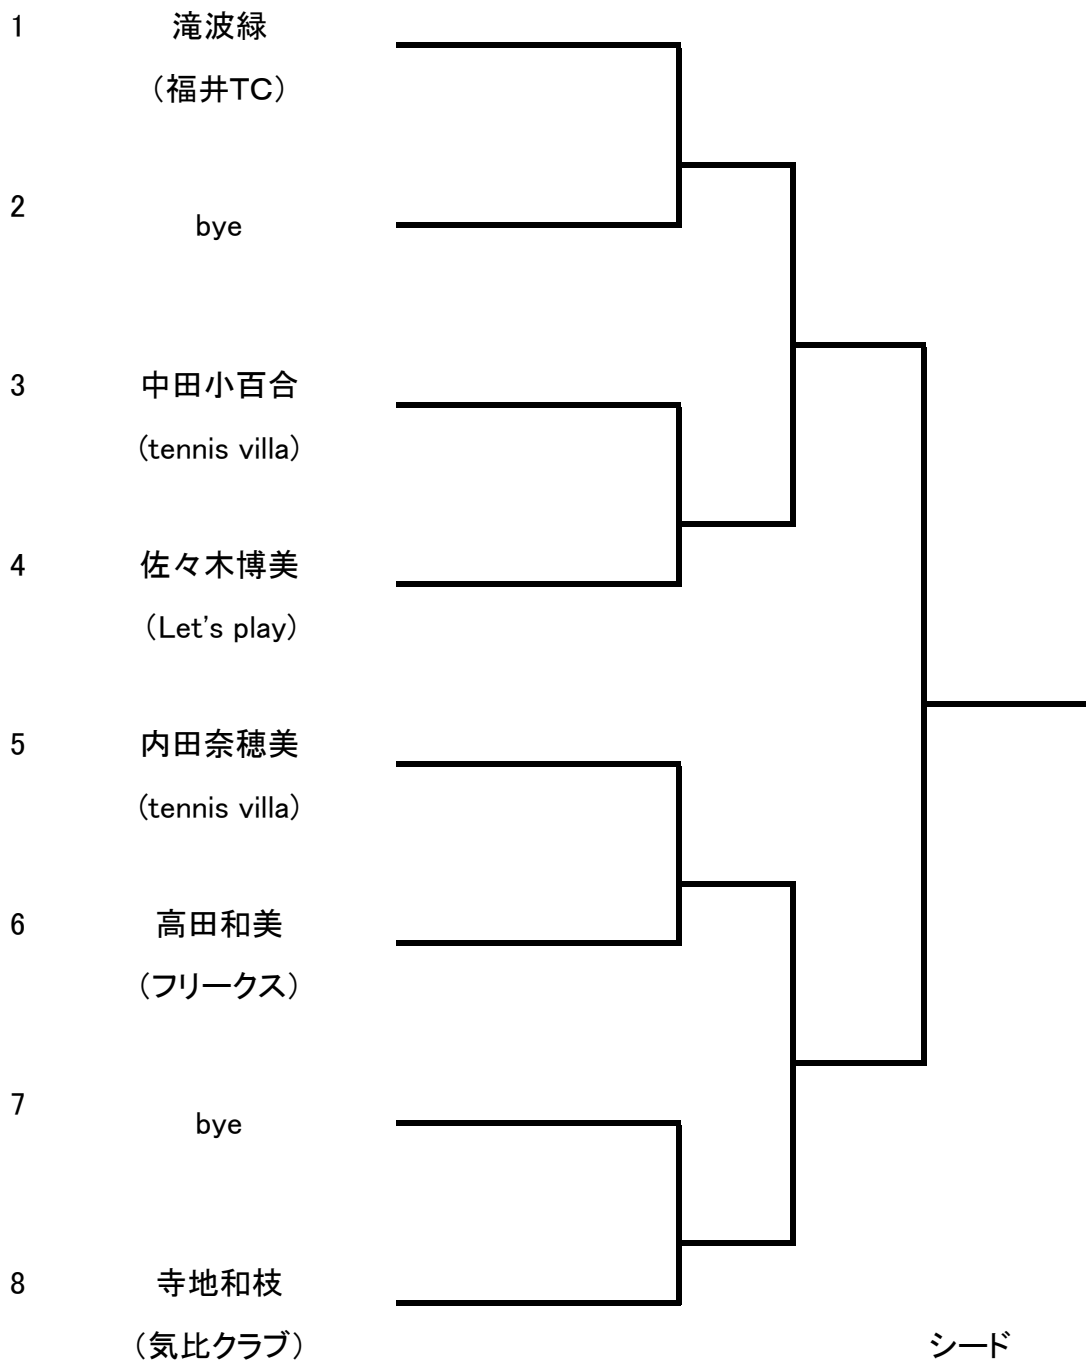 1 滝波緑
（福井TC）
2 bye
3 中田小百合
(tennis villa)
4 佐々木博美
（Let's play)
5 内田奈穂美
(tennis villa)
6 高田和美
(フリークス)
7 bye
8 寺地和枝
(気比クラブ)
シード